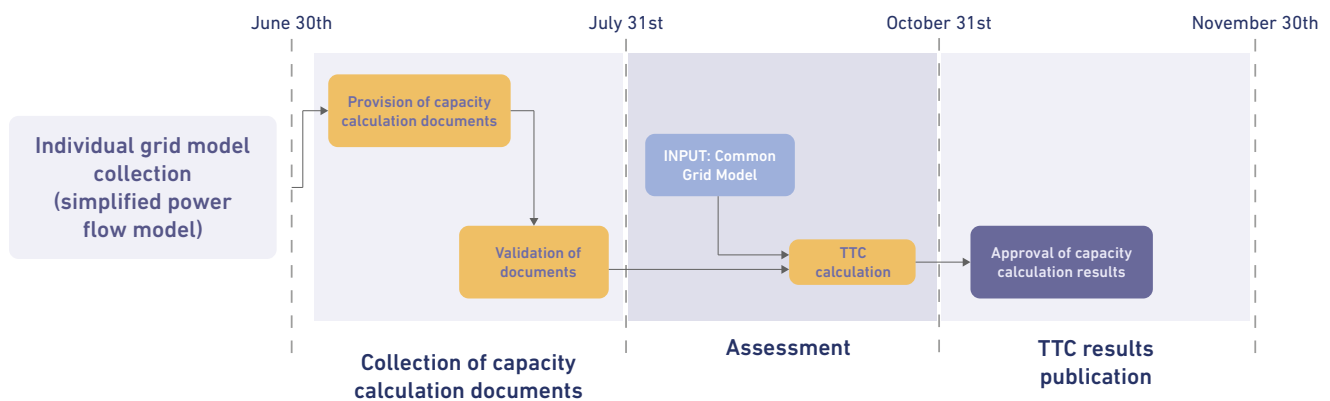 June 30th
July 31st
October 31st
November 30th
Individual grid model
collection
(simplified power
flow model)
Provision of capacity
calculation documents
Validation of
documents
INPUT: Common
Grid Model
TTC
calculation
Approval of capacity
calculation results
Collection of capacity
calculation documents
Assessment
TTC results
publication